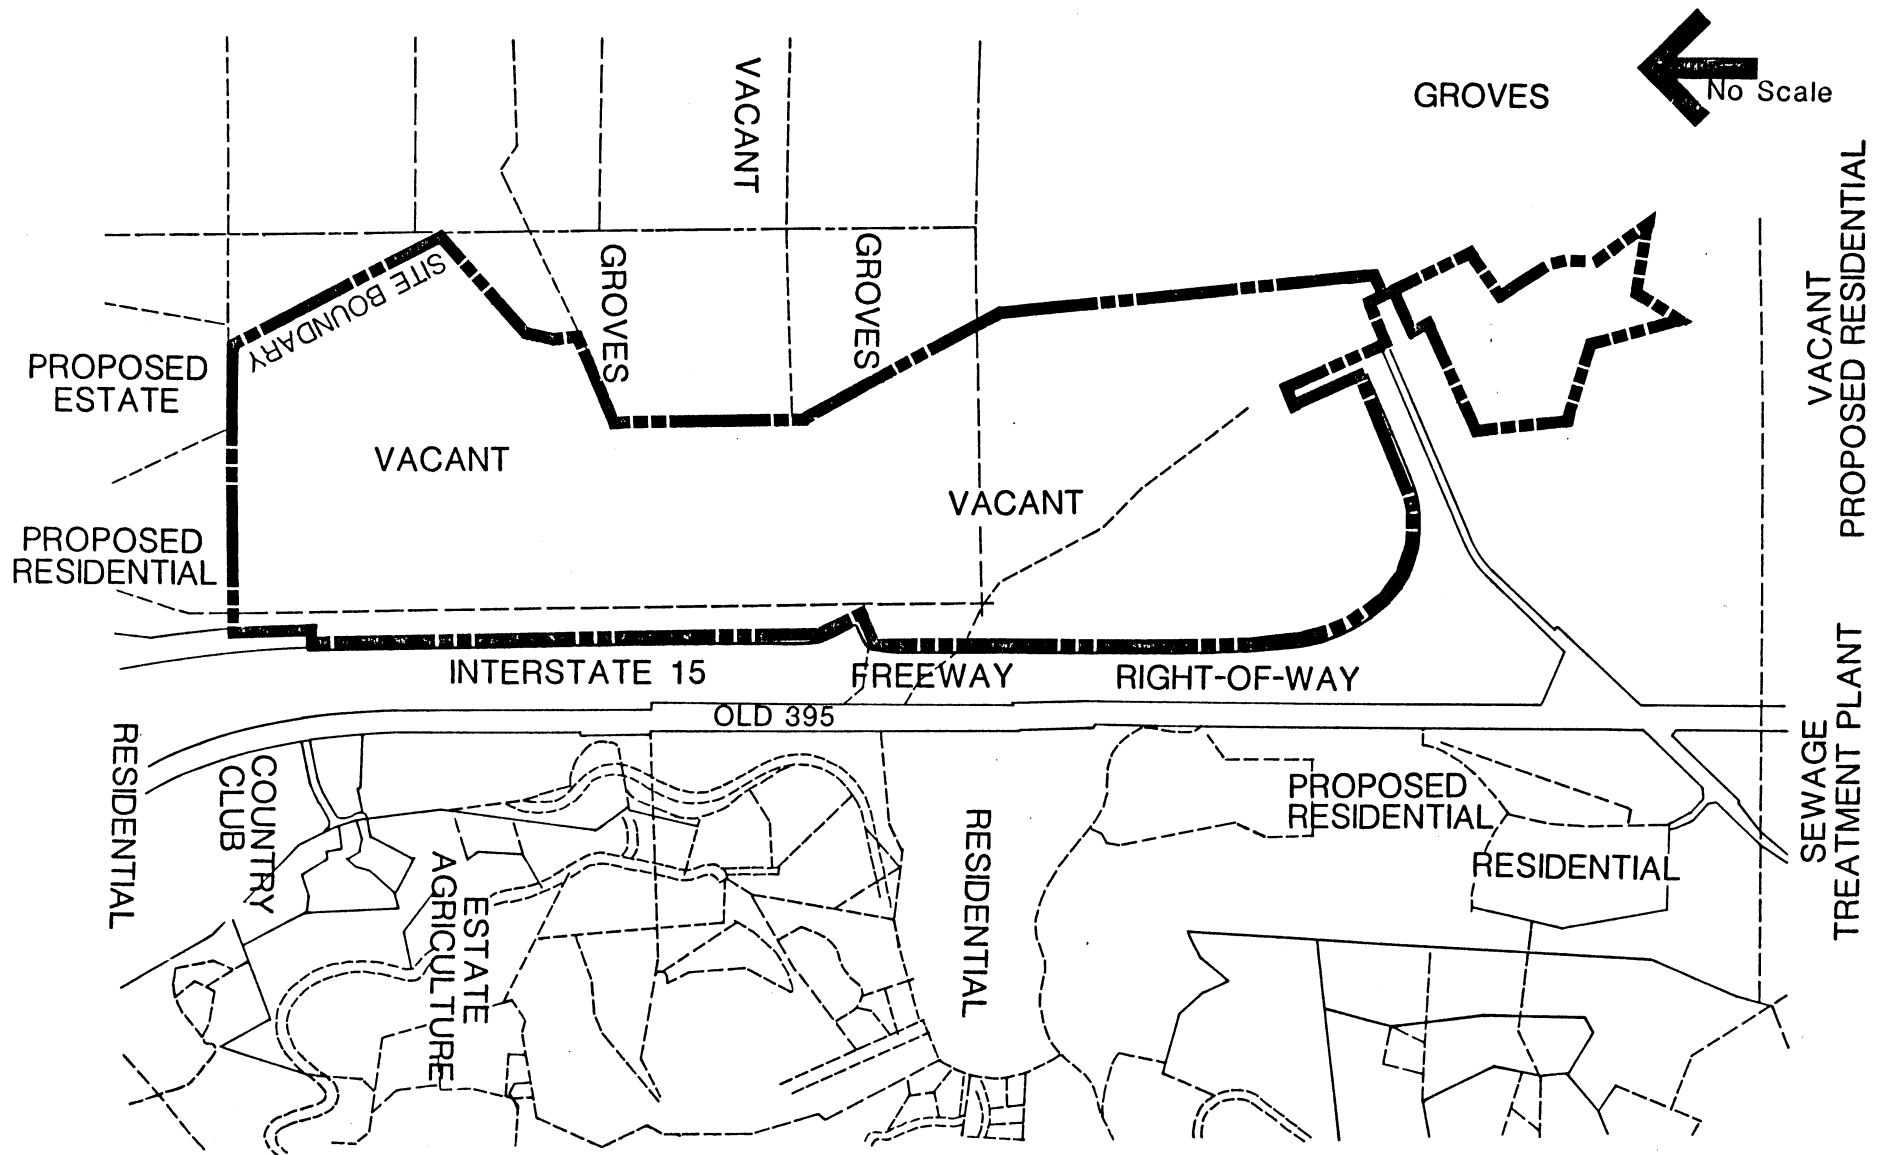 GROVES
No Scale
VACANT
GROVES
GROVES
SITE BOUNDARY
VACANT
PROPOSED RESIDENTIAL
PROPOSED
ESTATE
VACANT
VACANT
PROPOSED
RESIDENTIAL
INTERSTATE 15
FREEWAY
RIGHT-OF-WAY
OLD 395
SEWAGE
TREATMENT PLANT
RESIDENTIAL
COUNTRY
CLUB
PROPOSED
RESIDENTIAL
RESIDENTIAL
RESIDENTIAL
ESTATE
AGRICULTURE